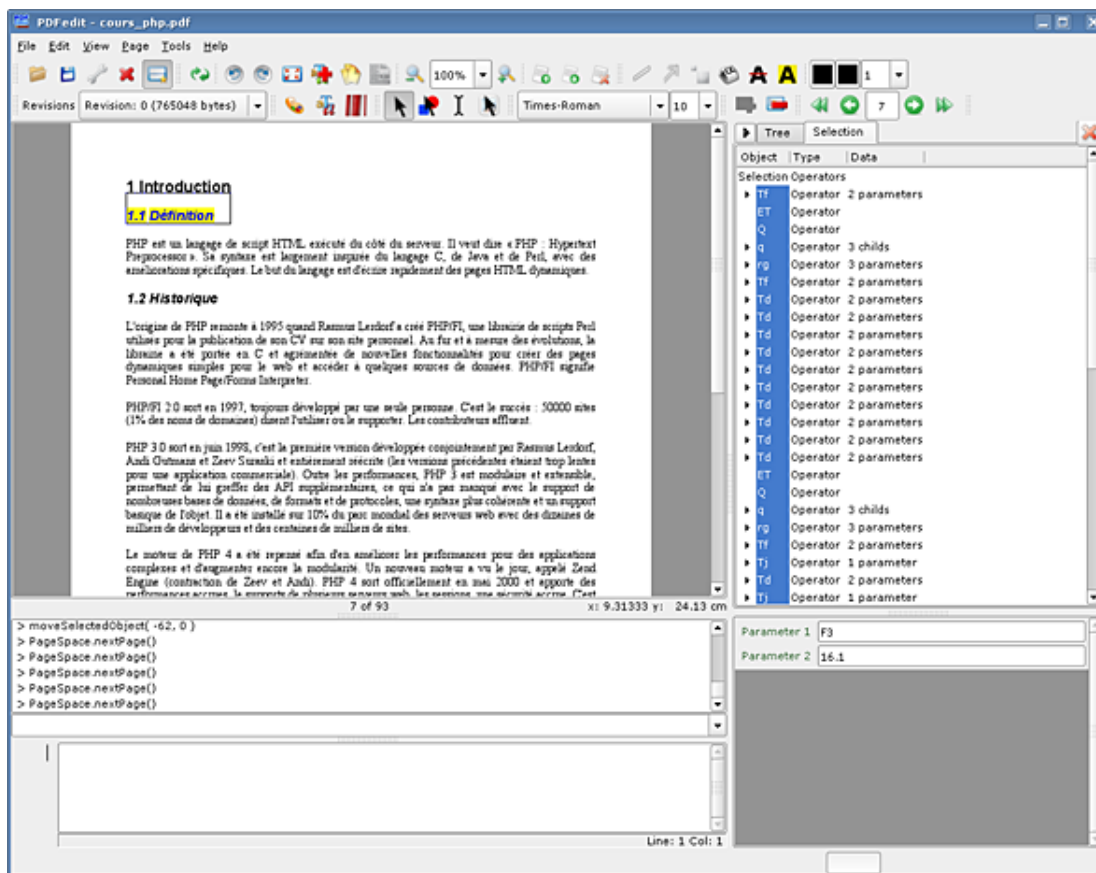 PDFedit - cours_php.pdf
File Edit View Page Tools Help
100%
1
Revisions Revision: 0 (765048 bytes)
Times-Roman
10
7
1 Introduction
1.1 Définition
PHP est un langage de script HTML exécuté du côté du serveur. Il veut dire « PHP : Hypertext
Preprocessor ». Sa syntaxe est largement inspirée du langage C, de Java et de Perl, avec des
améliorations spécifiques. Le but du langage est d'écrire rapidement des pages HTML dynamiques.
1.2 Historique
L'origine de PHP remonte à 1995 quand Rasmus Lerdorf a créé PHP/FI, une librairie de scripts Perl
utilisés pour la publication de son CV sur son site personnel. Au fur et à mesure des évolutions, la
librairie a été portée en C et agrémentée de nouvelles fonctionnalités pour créer des pages
dynamiques simples pour le web et accéder à quelques sources de données. PHP/FI signifie
Personal Home Page/Forms Interpreter.
PHP/FI 2.0 sort en 1997, toujours développé par une seule personne. C'est le succès : 50000 sites
(1% des noms de domaines) disent l'utiliser ou le supporter. Les contributeurs affluent.
PHP 3.0 sort en juin 1998, c'est la première version développée conjointement par Rasmus Lerdorf,
Andi Gutmans et Zeev Suraski et entièrement réécrite (les versions précédentes étaient trop lentes
pour une application commerciale). Outre les performances, PHP 3 est modulaire et extensible,
permettant de lui greffer des API supplémentaires, ce qui n'a pas manqué avec le support de
nombreuses bases de données, de formats et de protocoles, une syntaxe plus cohérente et un support
basique de l'objet. Il a été installé sur 10% du parc mondial des serveurs web avec des dizaines de
milliers de développeurs et des centaines de milliers de sites.
Le moteur de PHP 4 a été repensé afin d'en améliorer les performances pour des applications
complexes et d'augmenter encore la modularité. Un nouveau moteur a vu le jour, appelé Zend
Engine (contraction de Zeev et Andi). PHP 4 sort officiellement en mai 2000 et apporte des
performances accrues, le supports de plusieurs serveurs web, les sessions, une sécurité accrue. C'est
7 of 93
x: 9.31333 y: 24.13 cm
> moveSelectedObject( -62, 0 )
> PageSpace.nextPage()
> PageSpace.nextPage()
> PageSpace.nextPage()
> PageSpace.nextPage()
> PageSpace.nextPage()
Line: 1 Col: 1
Tree Selection
Object Type Data
Selection Operators
Tf Operator 2 parameters
ET Operator
Q Operator
q Operator 3 childs
rg Operator 3 parameters
Tf Operator 2 parameters
Td Operator 2 parameters
Td Operator 2 parameters
Td Operator 2 parameters
Td Operator 2 parameters
Td Operator 2 parameters
Td Operator 2 parameters
Td Operator 2 parameters
Td Operator 2 parameters
Td Operator 2 parameters
Td Operator 2 parameters
ET Operator
Q Operator
q Operator 3 childs
rg Operator 3 parameters
Tf Operator 2 parameters
Tj Operator 1 parameter
Td Operator 2 parameters
Tj Operator 1 parameter
Parameter 1 F3
Parameter 2 16.1